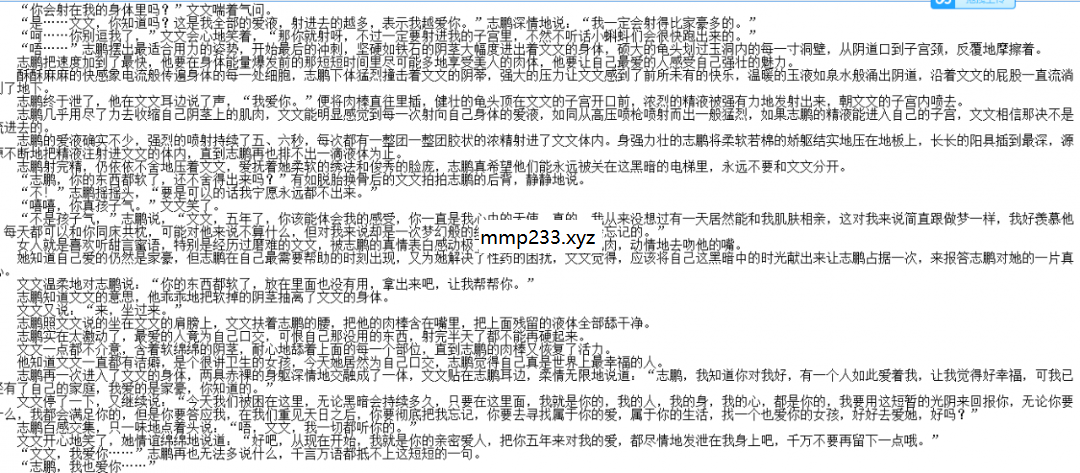 “你会射在我的身体里吗？”文文喘着气问。
“是……文文，你知道吗？这是我全部的爱液，射进去的越多，表示我越爱你。”志鹏深情地说：“我一定会射得比家豪多的。”
“呵……你别逗我了，”文文会心地笑着，“那你就射呀，不过一定要射进我的子宫里，不然不听话小蝌蚪们会很快跑出来的。”
“唔……”志鹏摆出最适合用力的姿势，开始最后的冲刺，坚硬如铁石的阴茎大幅度进出着文文的身体，硕大的龟头划过玉洞内的每一寸洞壁，从阴道口到子宫颈，反覆地摩擦着。
志鹏把速度加到了最快，他要在身体能量爆发前的那短短时间里尽可能多地享受美人的肉体，他要让自己最爱的人感受自己强壮的魅力。
酥酥麻麻的快感象电流般传遍身体的每一处细胞，志鹏下体猛烈撞击着文文的阴蒂，强大的压力让文文感到了前所未有的快乐，温暖的玉液如泉水般涌出阴道，沿着文文的屁股一直流淌
到了地下。
志鹏终于泄了，他在文文耳边说了声，“我爱你。”便将肉棒直往里插，健壮的龟头顶在文文的子宫开口前，浓烈的精液被强有力地发射出来，朝文文的子宫内喷去。
志鹏几乎用尽了力去收缩自己阴茎上的肌肉，文文能明显感觉到每一次射向自己身体的爱液，如同从高压喷枪喷射而出一般猛烈，如果志鹏的精液能进入自己的子宫，文文相信那决不是
流进去的。
志鹏的爱液确实不少，强烈的喷射持续了五、六秒，每次都有一整团一整团胶状的浓精射进了文文体内。身强力壮的志鹏将柔软若棉的娇躯结实地压在地板上，长长的阳具插到最深，源
源不断地把精液注射进文文的体内，直到志鹏再也排不出一滴液体为止。
志鹏射完精，仍依依不舍地压着文文，爱抚着她柔软的绣法和俊秀的脸庞，志鹏真希望他们能永远被关在这黑暗的电梯里，永远不要和文文分开。
“志鹏，你的东西都软了，还不舍得出来吗？”有如脱胎换骨后的文文拍拍志鹏的后背，静静地说。
“不！”志鹏摇摇头，“要是可以的话我宁愿永远都不出来。”
“嘻嘻，你真孩子气。”文文笑了。
“不是孩子气，”志鹏说，“文文，五年了，你该能体会我的感受，你一直是我心中的天使，真的，我从来没想过有一天居然能和我肌肤相亲，这对我来说简直跟做梦一样，我好羡慕他
，每天都可以和你同床共枕，可能对他来说不算什么，但对我来说却是一次梦幻般的 忘记的。”
女人就是喜欢听甜言蜜语，特别是经历过磨难的文文，被志鹏的真情表白感动极 肉，动情地去吻他的嘴。
mmp233.xyz
她知道自己爱的仍然是家豪，但志鹏在自己最需要帮助的时刻出现，又为她解决了性药的困扰，文文觉得，应该将自己这黑暗中的时光献出来让志鹏占据一次，来报答志鹏对她的一片真
心。
文文温柔地对志鹏说：“你的东西都软了，放在里面也没有用，拿出来吧，让我帮帮你。”
志鹏知道文文的意思，他乖乖地把软掉的阴茎抽离了文文的身体。
文文又说：“来，坐过来。”
志鹏照文文说的坐在文文的肩膀上，文文扶着志鹏的腰，把他的肉棒含在嘴里，把上面残留的液体全部舔干净。
志鹏实在太激动了，最爱的人竟为自己口交，可恨自己那没用的东西，射完半天了都不能再硬起来。
文文一点都不介意，含着软绵绵的阴茎，耐心地舔着上面的每一个部位，直到志鹏的肉棒又恢复了活力。
他知道文文一直都有洁癖，是个很讲卫生的女孩，今天她居然为自己口交，志鹏觉得自己真是世界上最幸福的人。
志鹏再一次进入了文文的身体，两具赤裸的身躯深情地交融成了一体，文文贴在志鹏耳边，柔情无限地说道：“志鹏，我知道你对我好，有一个人如此爱着我，让我觉得好幸福，可我已
经有了自己的家庭，我爱的是家豪，你知道的。”
文文停了一下，又继续说：“今天我们被困在这里，无论黑暗会持续多久，只要在这里面，我就是你的，我的人，我的身，我的心，都是你的，我要用这短暂的光阴来回报你，无论你要
什么，我都会满足你的，但是你要答应我，在我们重见天日之后，你要彻底把我忘记，你要去寻找属于你的爱，属于你的生活，找一个也爱你的女孩，好好去爱她，好吗？”
志鹏百感交集，只一味地点着头说：“唔，文文，我一切都听你的。”
文文开心地笑了，她情谊绵绵地说道：“好吧，从现在开始，我就是你的亲密爱人，把你五年来对我的爱，都尽情地发泄在我身上吧，千万不要再留下一点哦。”
“文文，我爱你……”志鹏再也无法多说什么，千言万语都抵不上这短短的一句。
“志鹏，我也爱你……”